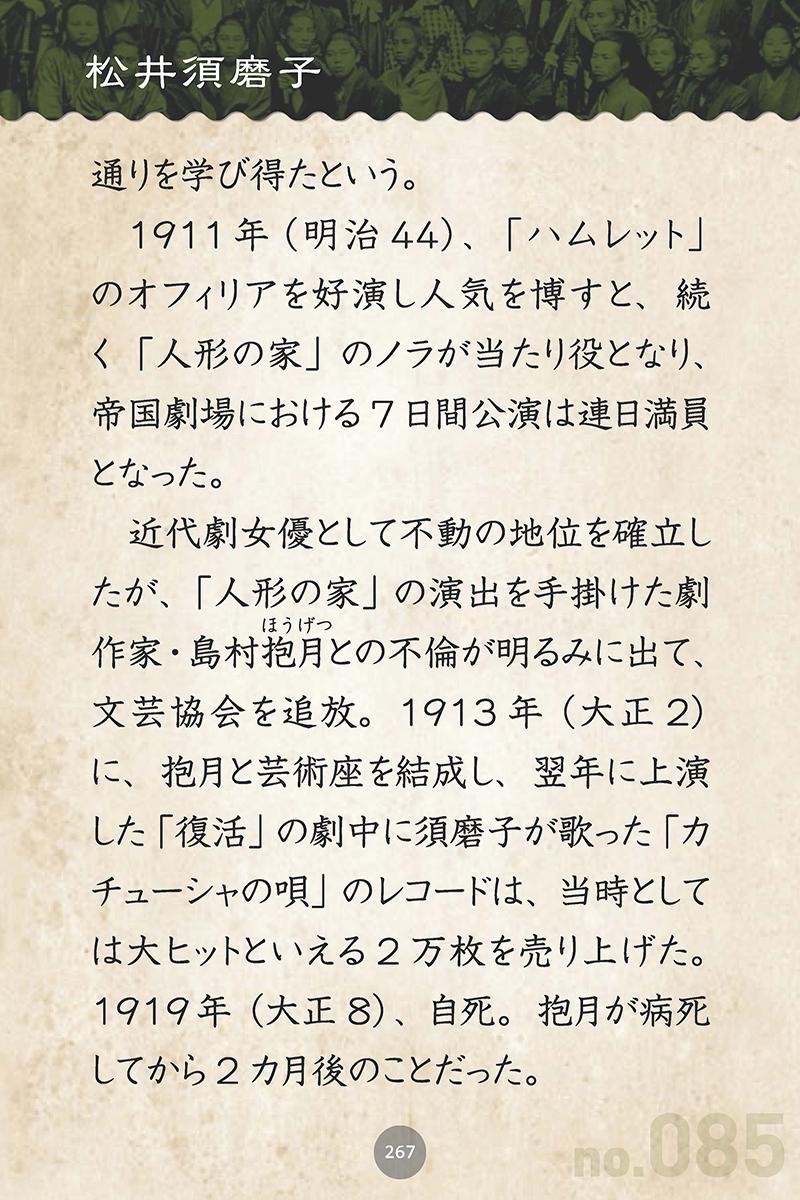 松井須磨子
通りを学び得たという。
　1911年（明治44）、「ハムレット」
のオフィリアを好演し人気を博すと、続
く「人形の家」のノラが当たり役となり、
帝国劇場における7日間公演は連日満員
となった。
　近代劇女優として不動の地位を確立し
たが、「人形の家」の演出を手掛けた劇
ほうげつ
作家・島村抱月との不倫が明るみに出て、
文芸協会を追放。1913年（大正2）
に、抱月と芸術座を結成し、翌年に上演
した「復活」の劇中に須磨子が歌った「カ
チューシャの唄」のレコードは、当時として
は大ヒットといえる2万枚を売り上げた。
1919年（大正8）、自死。抱月が病死
してから2カ月後のことだった。
267
no.085